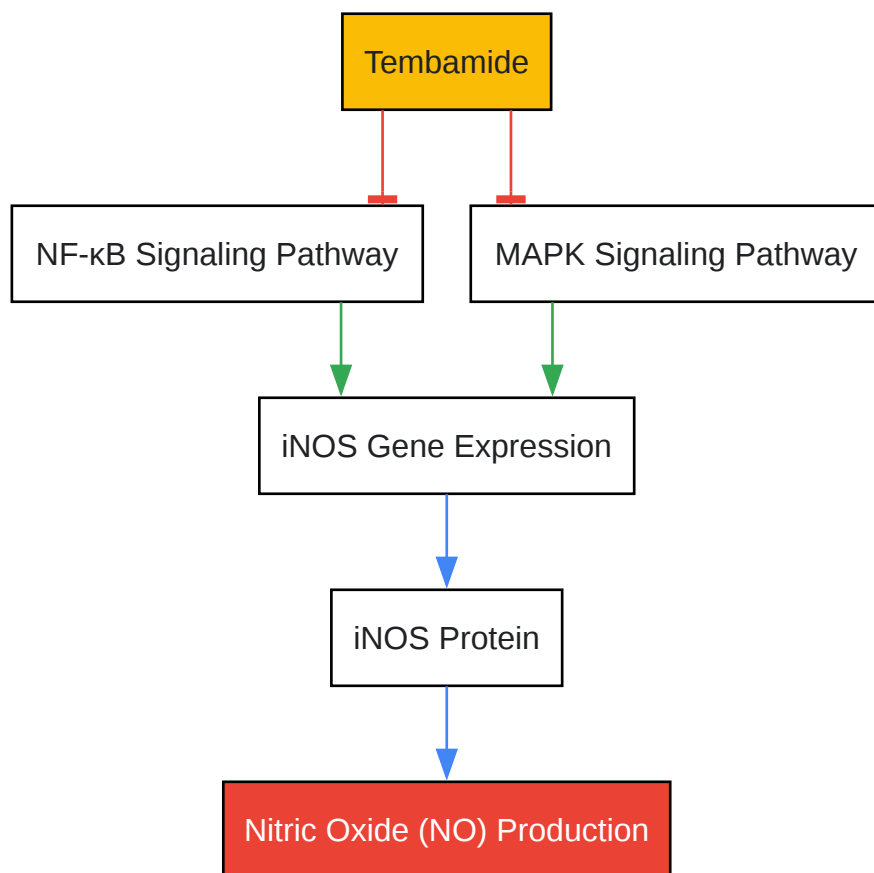 Tembamide
NF-κB Signaling Pathway
MAPK Signaling Pathway
iNOS Gene Expression
iNOS Protein
Nitric Oxide (NO) Production